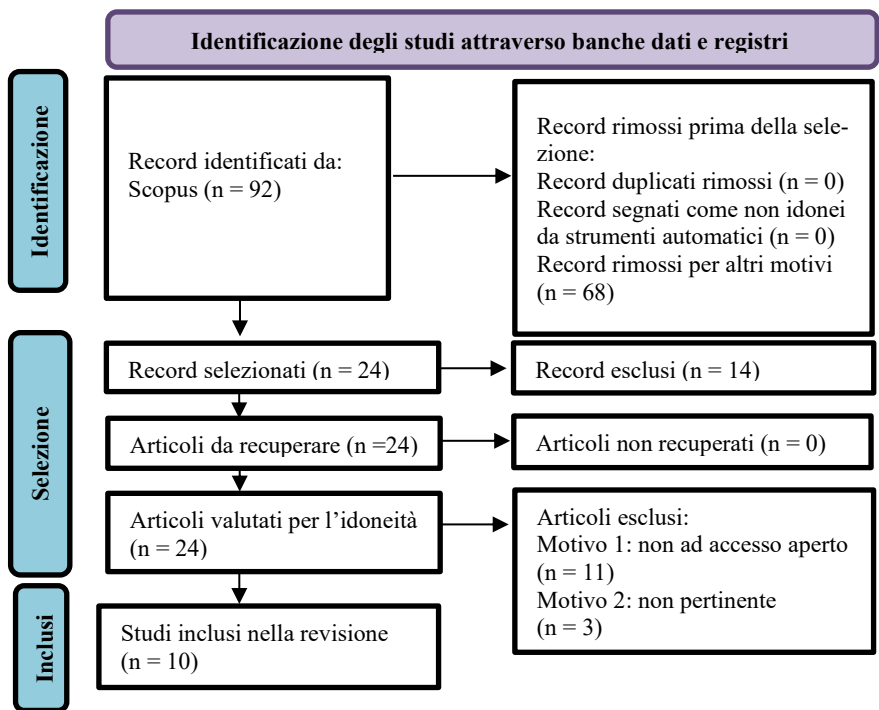 Identificazione degli studi attraverso banche dati e registri
Identificazione
Record identificati da:
Scopus (n = 92)
Record rimossi prima della sele-
zione:
Record duplicati rimossi (n = 0)
Record segnati come non idonei
da strumenti automatici (n = 0)
Record rimossi per altri motivi
(n = 68)
Selezione
Record selezionati (n = 24)
Record esclusi (n = 14)
Articoli da recuperare (n =24)
Articoli non recuperati (n = 0)
Articoli valutati per l’idoneità
(n = 24)
Articoli esclusi:
Motivo 1: non ad accesso aperto
(n = 11)
Motivo 2: non pertinente
(n = 3)
Inclusi
Studi inclusi nella revisione
(n = 10)